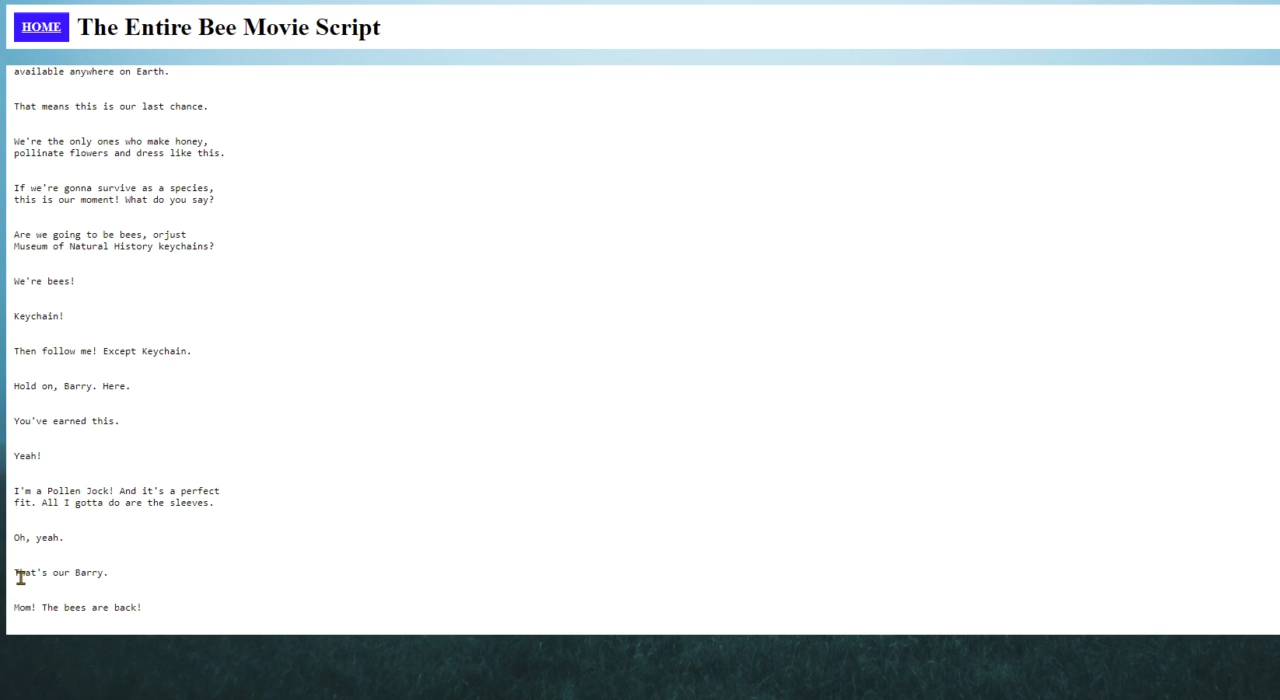 HOME The Entire Bee Movie Script
available anywhere on Earth.
That means this is our last chance.
We're the only ones who make honey,
pollinate flowers and dress like this.
If we're gonna survive as a species,
this is our moment! What do you say?
Are we going to be bees, orjust
Museum of Natural History keychains?
We're bees!
Keychain!
Then follow me! Except Keychain.
Hold on, Barry. Here.
You've earned this.
Yeah!
I'm a Pollen Jock! And it's a perfect
fit. All I gotta do are the sleeves.
Oh, yeah.
That's our Barry.
Mom! The bees are back!